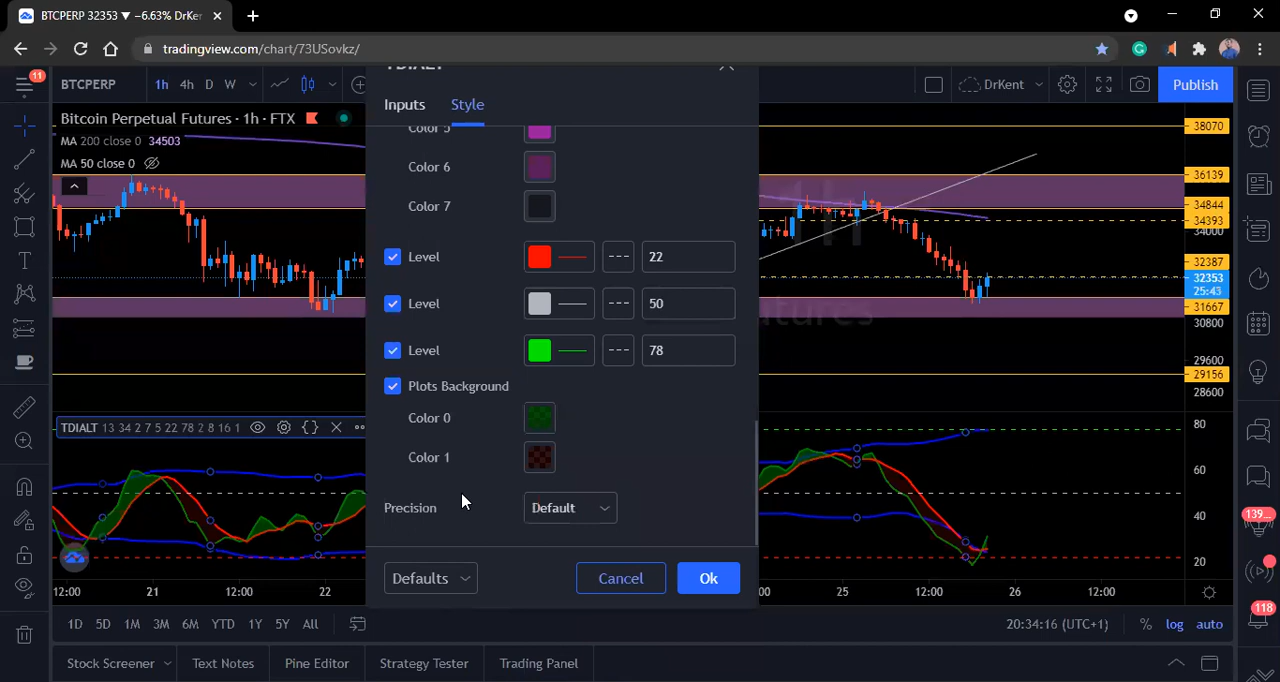 BTCPERP 32353 ▼ −6.63% DrKer
tradingview.com/chart/73USovkz/
11
BTCPERP 1h 4h D W
TDIALT
DrKent
Publish
Inputs Style
Bitcoin Perpetual Futures · 1h · FTX
MA 200 close 0 34503
MA 50 close 0
Color 5
Color 6
Color 7
Level 22
Level 50
Level 78
Plots Background
Color 0
Color 1
Precision Default
Defaults Cancel Ok
1H
38070
36139
34844
34393
34000
32387
32353
25:43
31667
30800
29600
29156
28600
TDIALT 13 34 2 7 5 22 78 2 8 16 1
80
60
40
20
139...
118
12:00 21 12:00 22 :00 25 12:00 26 12:00
1D 5D 1M 3M 6M YTD 1Y 5Y All
20:34:16 (UTC+1) % log auto
Stock Screener Text Notes Pine Editor Strategy Tester Trading Panel